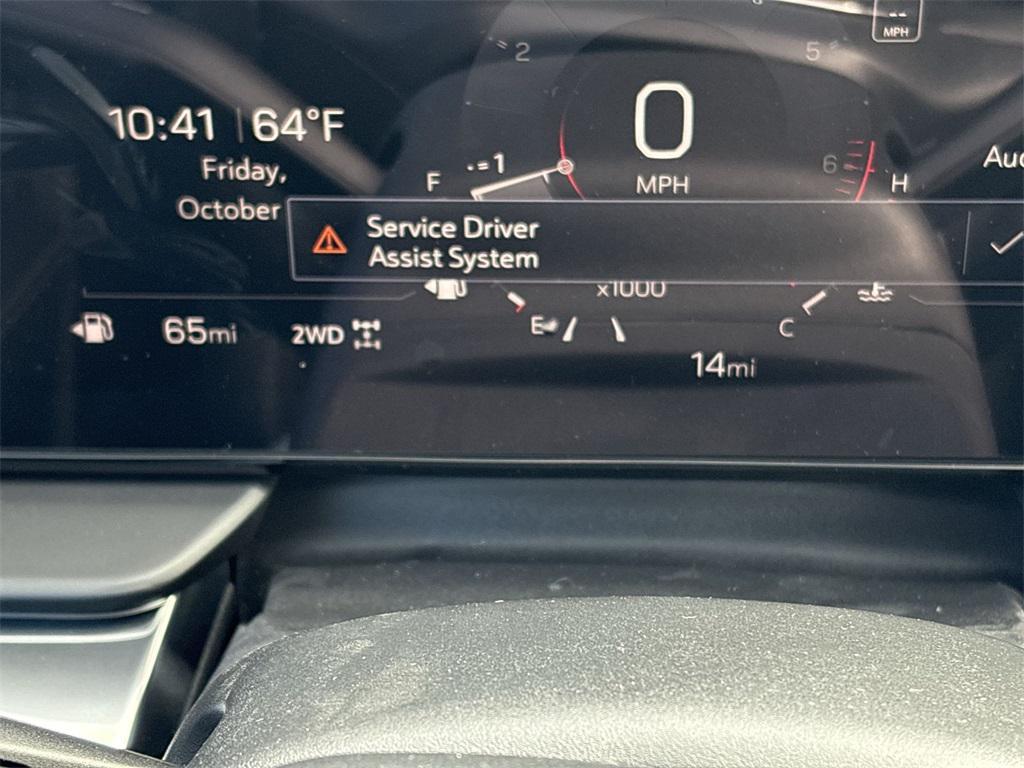 MPH
2
5
10:41 | 64°F
0
Friday,
1
6
F
MPH
H
October
Service Driver
Assist System
x1000
65mi
2WD
E
C
14mi